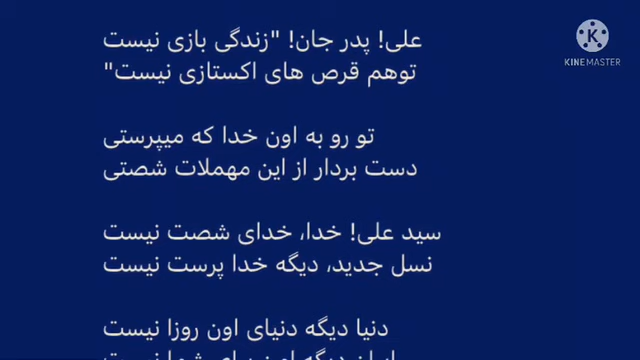 علی! پدر جان! "زندگی بازی نیست
توهم قرص های اکستازی نیست"
تو رو به اون خدا که میپرستی
دست بردار از این مهملات شصتی
سید علی! خدا، خدای شصت نیست
نسل جدید، دیگه خدا پرست نیست
دنیا دیگه دنیای اون روزا نیست
K
KINEMASTER